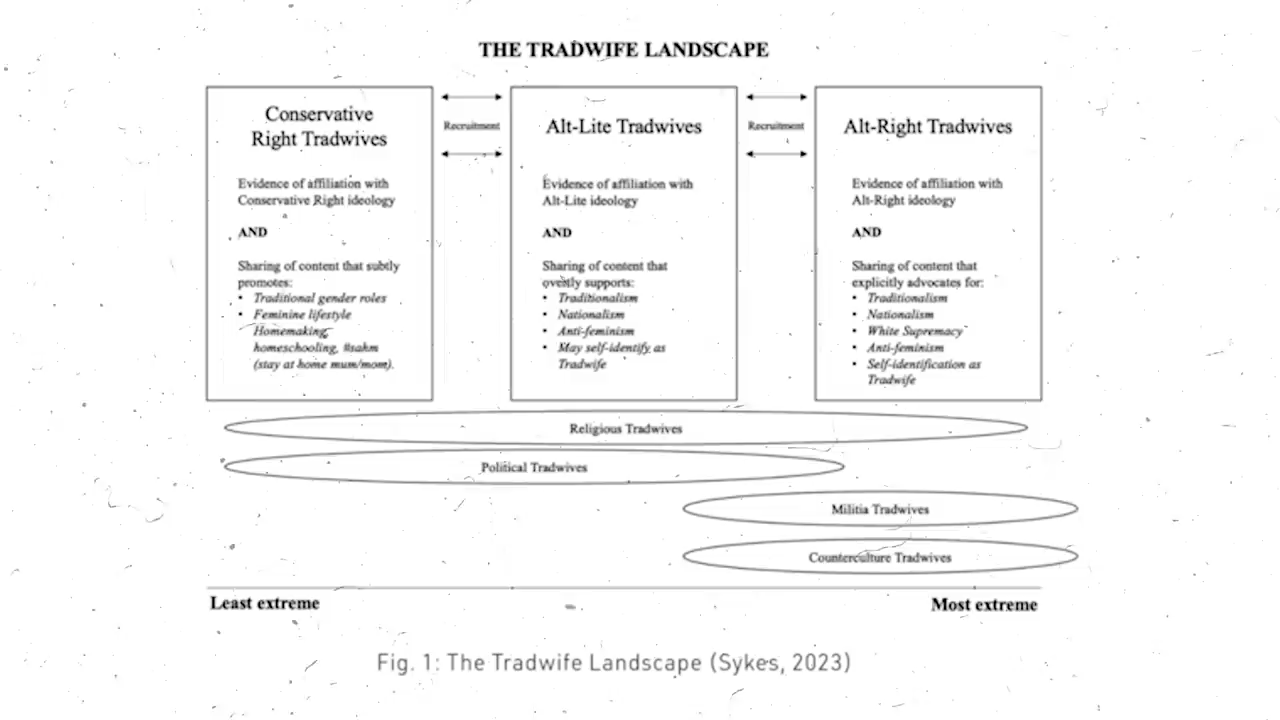 THE TRADWIFE LANDSCAPE
Conservative
Right Tradwives
Evidence of affiliation with
Conservative Right ideology
AND
Sharing of content that subtly
promotes:
• Traditional gender roles
• Feminine lifestyle
Homemaking,
homeschooling, #sahm
(stay at home mum/mom).
Recruitment
Alt-Lite Tradwives
Evidence of affiliation with
Alt-Lite ideology
AND
Sharing of content that
overtly supports:
• Traditionalism
• Nationalism
• Anti-feminism
• May self-identify as
Tradwife
Recruitment
Alt-Right Tradwives
Evidence of affiliation with
Alt-Right ideology
AND
Sharing of content that
explicitly advocates for:
• Traditionalism
• Nationalism
• White Supremacy
• Anti-feminism
• Self-identification as
Tradwife
Religious Tradwives
Political Tradwives
Militia Tradwives
Counterculture Tradwives
Least extreme
Most extreme
Fig. 1: The Tradwife Landscape (Sykes, 2023)